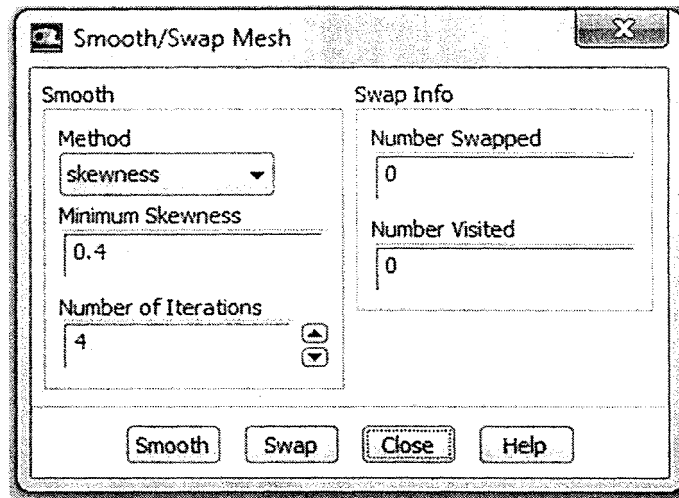 Smooth/Swap Mesh
Smooth
Method
skewness
Minimum Skewness
0.4
Number of Iterations
4
Swap Info
Number Swapped
0
Number Visited
0
Smooth
Swap
Close
Help